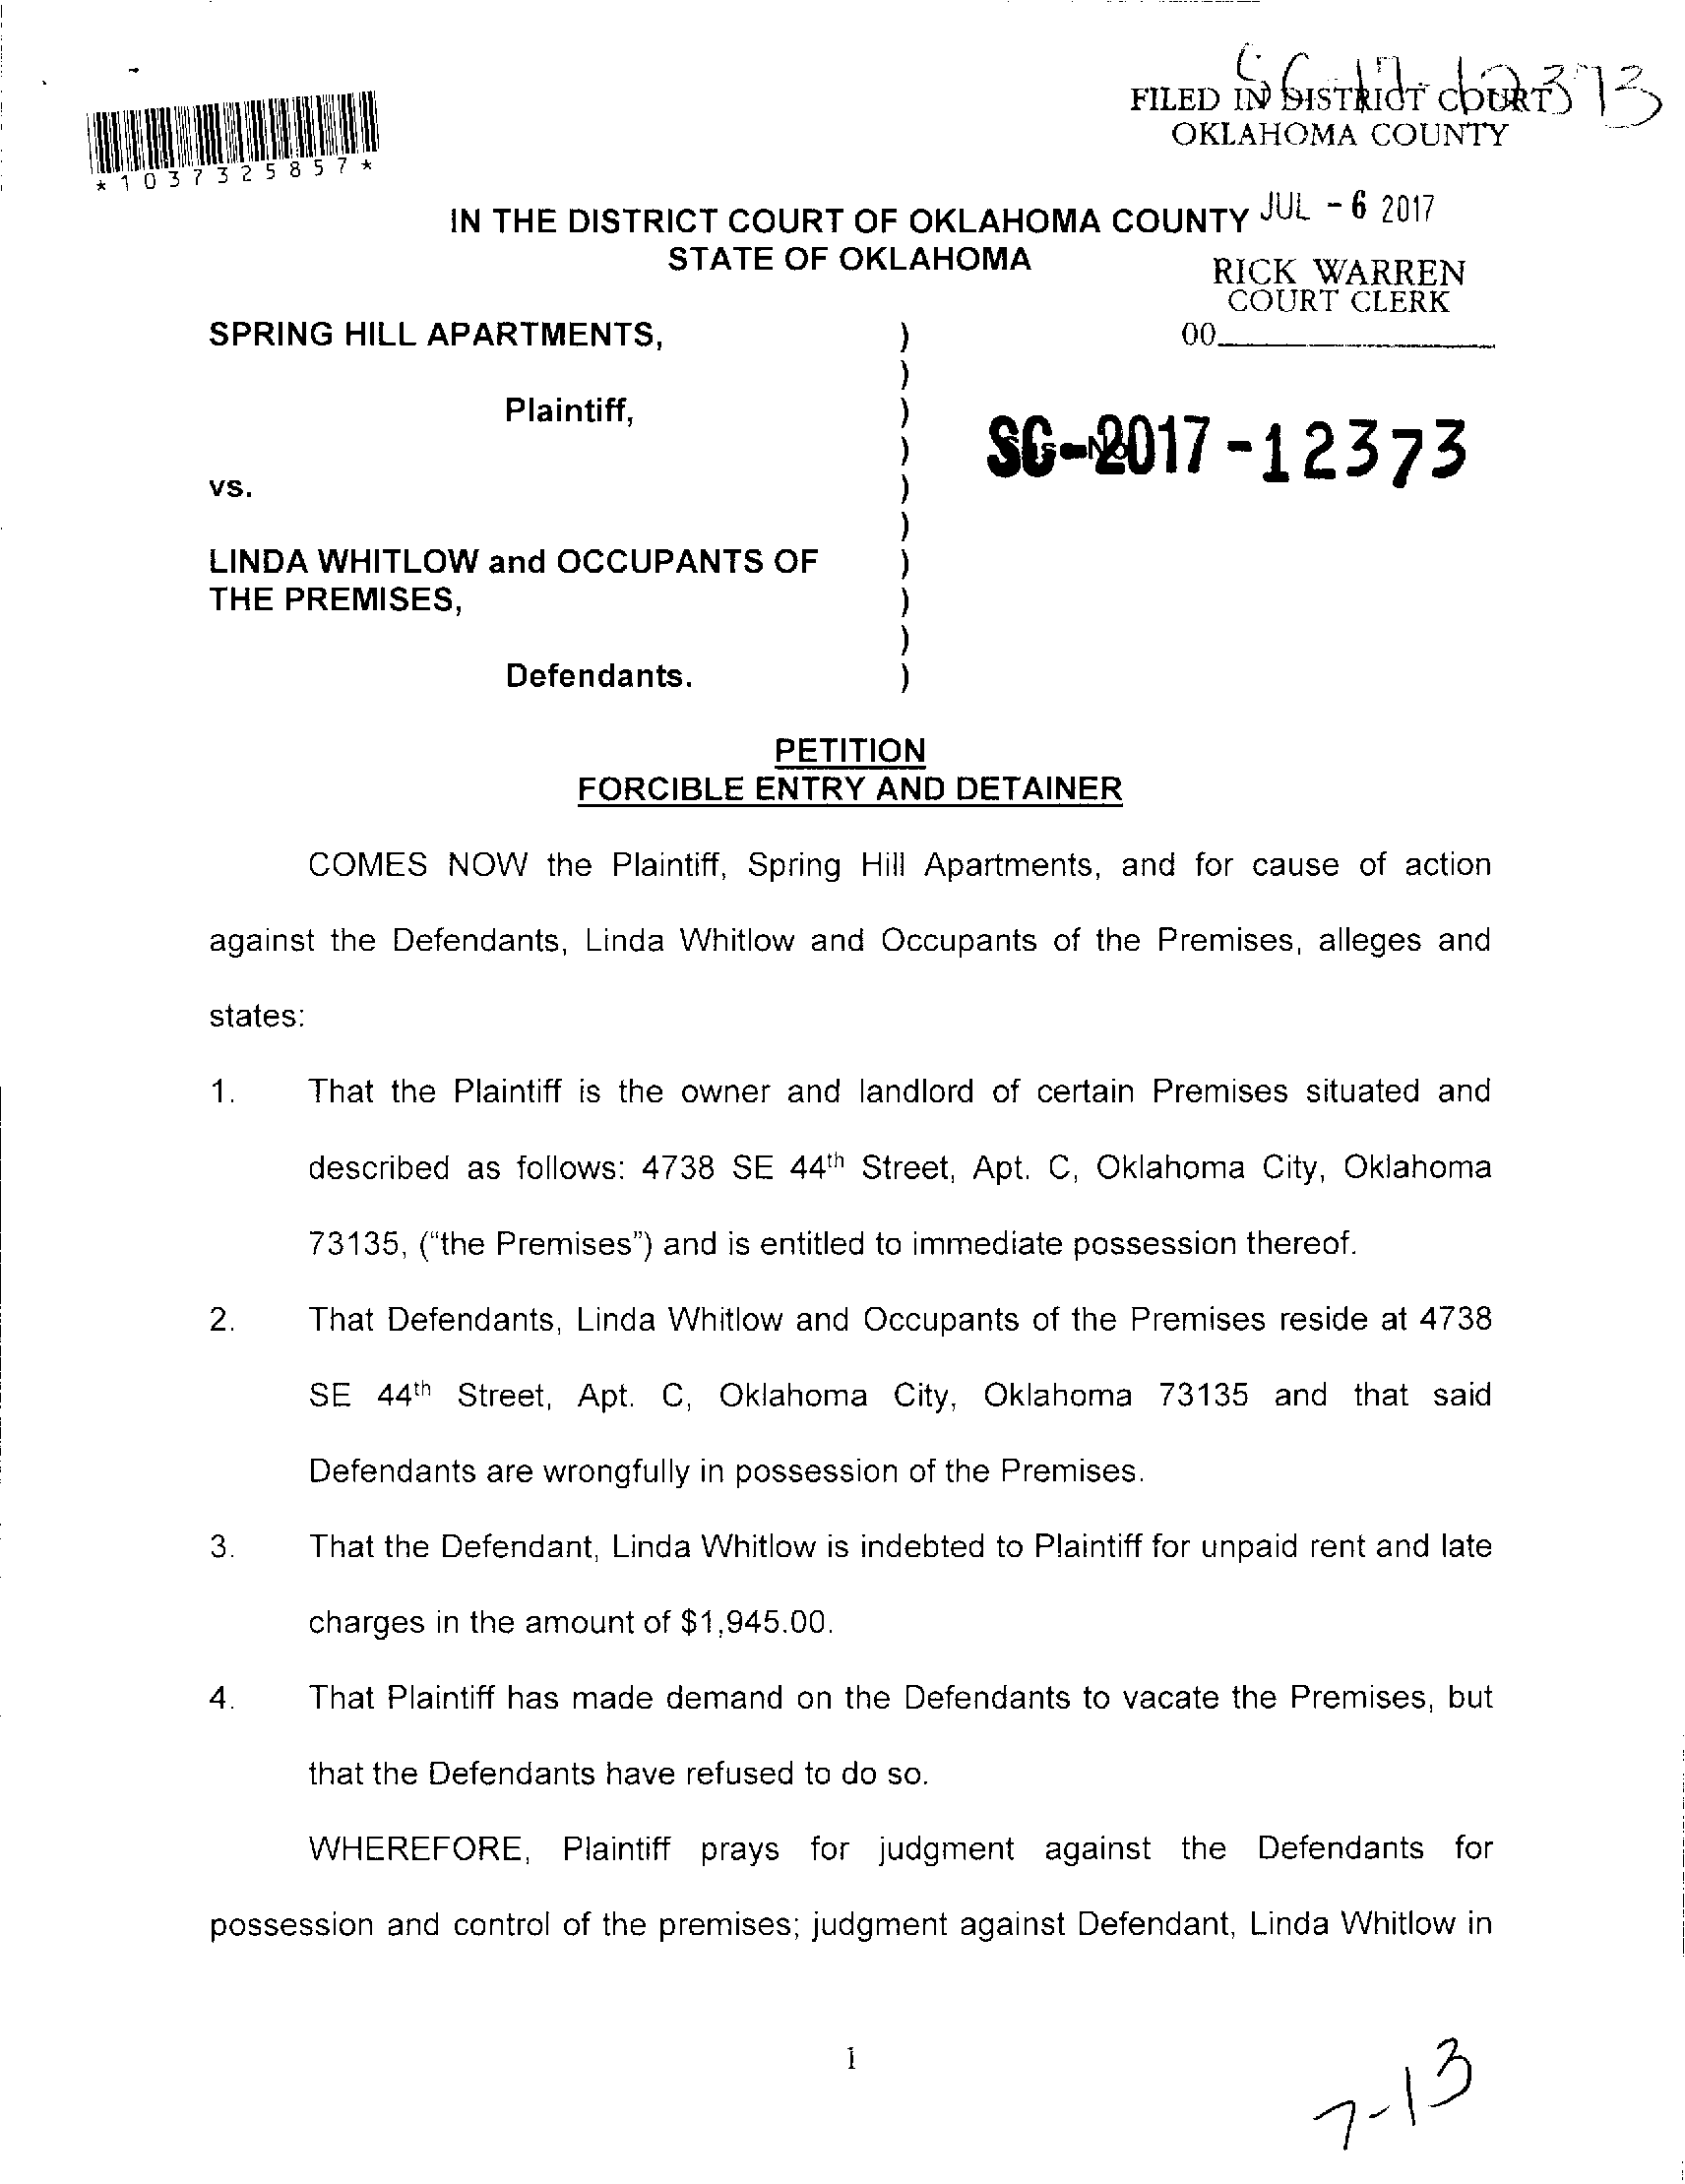 SC-17-12373
FILED IN DISTRICT COURT
OKLAHOMA COUNTY
*1037325857*
JUL - 6 2017
IN THE DISTRICT COURT OF OKLAHOMA COUNTY
STATE OF OKLAHOMA
RICK WARREN
COURT CLERK
00
SPRING HILL APARTMENTS, )
)
Plaintiff, )
)
SC-2017-12373
vs. )
)
LINDA WHITLOW and OCCUPANTS OF )
THE PREMISES, )
)
Defendants. )
PETITION
FORCIBLE ENTRY AND DETAINER
COMES NOW the Plaintiff, Spring Hill Apartments, and for cause of action
against the Defendants, Linda Whitlow and Occupants of the Premises, alleges and
states:
1. That the Plaintiff is the owner and landlord of certain Premises situated and
described as follows: 4738 SE 44th Street, Apt. C, Oklahoma City, Oklahoma
73135, ("the Premises") and is entitled to immediate possession thereof.
2. That Defendants, Linda Whitlow and Occupants of the Premises reside at 4738
SE 44th Street, Apt. C, Oklahoma City, Oklahoma 73135 and that said
Defendants are wrongfully in possession of the Premises.
3. That the Defendant, Linda Whitlow is indebted to Plaintiff for unpaid rent and late
charges in the amount of $1,945.00.
4. That Plaintiff has made demand on the Defendants to vacate the Premises, but
that the Defendants have refused to do so.
WHEREFORE, Plaintiff prays for judgment against the Defendants for
possession and control of the premises; judgment against Defendant, Linda Whitlow in
1
7-13